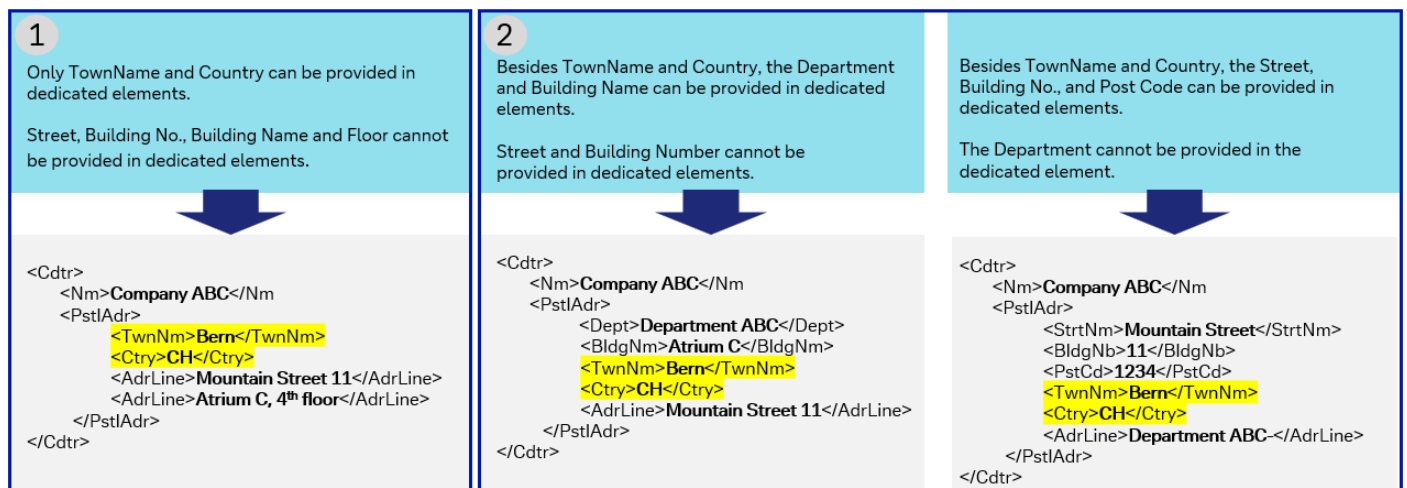 1
Only TownName and Country can be provided in
dedicated elements.
Street, Building No., Building Name and Floor cannot
be provided in dedicated elements.
<Cdtr>
<Nm>Company ABC</Nm
<PstlAdr>
<TwnNm>Bern</TwnNm>
<Ctry>CH</Ctry>
<AdrLine>Mountain Street 11</AdrLine>
<AdrLine>Atrium C, 4th floor</AdrLine>
</PstlAdr>
</Cdtr>
2
Besides TownName and Country, the Department
and Building Name can be provided in dedicated
elements.
Street and Building Number cannot be
provided in dedicated elements.
<Cdtr>
<Nm>Company ABC</Nm
<PstlAdr>
<Dept>Department ABC</Dept>
<BldgNm>Atrium C</BldgNm>
<TwnNm>Bern</TwnNm>
<Ctry>CH</Ctry>
<AdrLine>Mountain Street 11</AdrLine>
</PstlAdr>
</Cdtr>
Besides TownName and Country, the Street,
Building No., and Post Code can be provided in
dedicated elements.
The Department cannot be provided in the
dedicated element.
<Cdtr>
<Nm>Company ABC</Nm
<PstlAdr>
<StrtNm>Mountain Street</StrtNm>
<BldgNb>11</BldgNb>
<PstCd>1234</PstCd>
<TwnNm>Bern</TwnNm>
<Ctry>CH</Ctry>
<AdrLine>Department ABC-</AdrLine>
</PstlAdr>
</Cdtr>